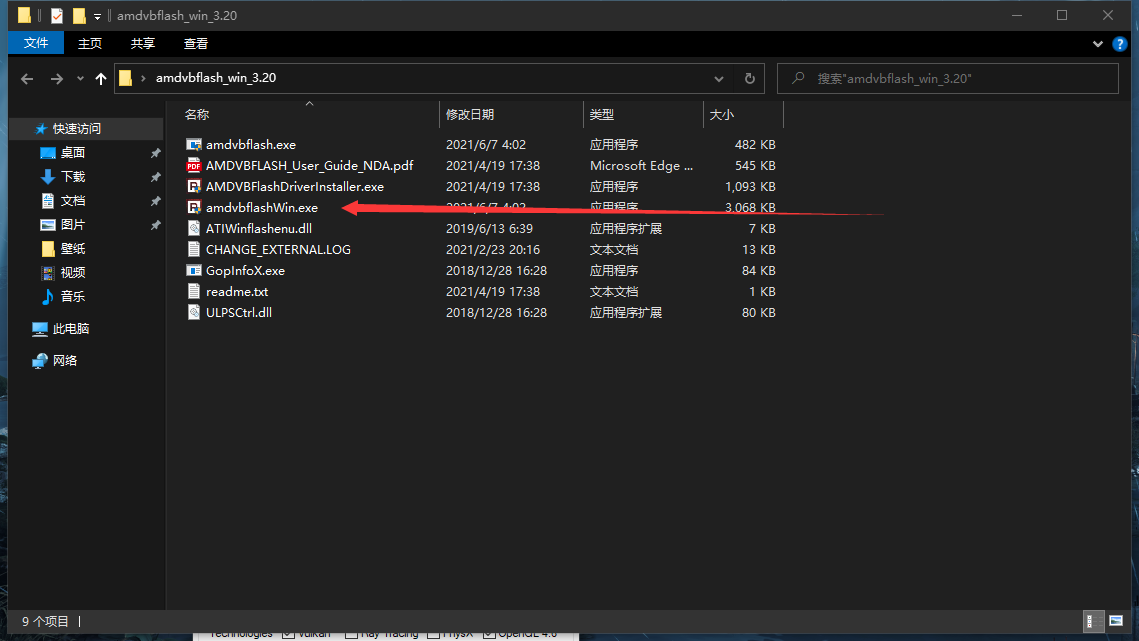 amdvbflash_win_3.20
文件 主页 共享 查看
amdvbflash_win_3.20 搜索"amdvbflash_win_3.20"
名称 修改日期 类型 大小
快速访问
桌面
下载
文档
图片
壁纸
视频
音乐
此电脑
网络
amdvbflash.exe 2021/6/7 4:02 应用程序 482 KB
PDF AMDVBFLASH_User_Guide_NDA.pdf 2021/4/19 17:38 Microsoft Edge ... 545 KB
AMDVBFlashDriverInstaller.exe 2021/4/19 17:38 应用程序 1,093 KB
amdvbflashWin.exe 2021/6/7 4:02 应用程序 3,068 KB
ATIWinflashenu.dll 2019/6/13 6:39 应用程序扩展 7 KB
CHANGE_EXTERNAL.LOG 2021/2/23 20:16 文本文档 13 KB
GopInfoX.exe 2018/12/28 16:28 应用程序 84 KB
readme.txt 2021/4/19 17:38 文本文档 1 KB
ULPSCtrl.dll 2018/12/28 16:28 应用程序扩展 80 KB
9 个项目
Technologies Vulkan Ray Tracing PhysX OpenGL 4.6